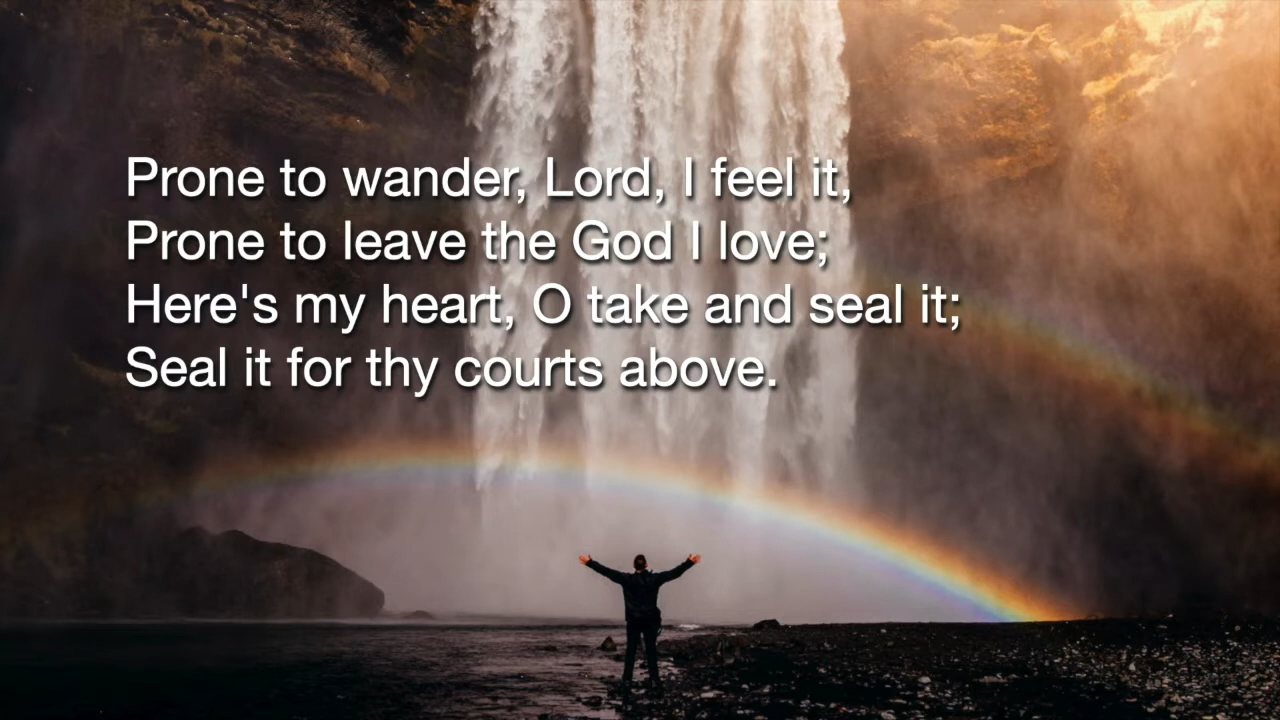 Prone to wander, Lord, I feel it,
Prone to leave the God I love;
Here's my heart, O take and seal it;
Seal it for thy courts above.